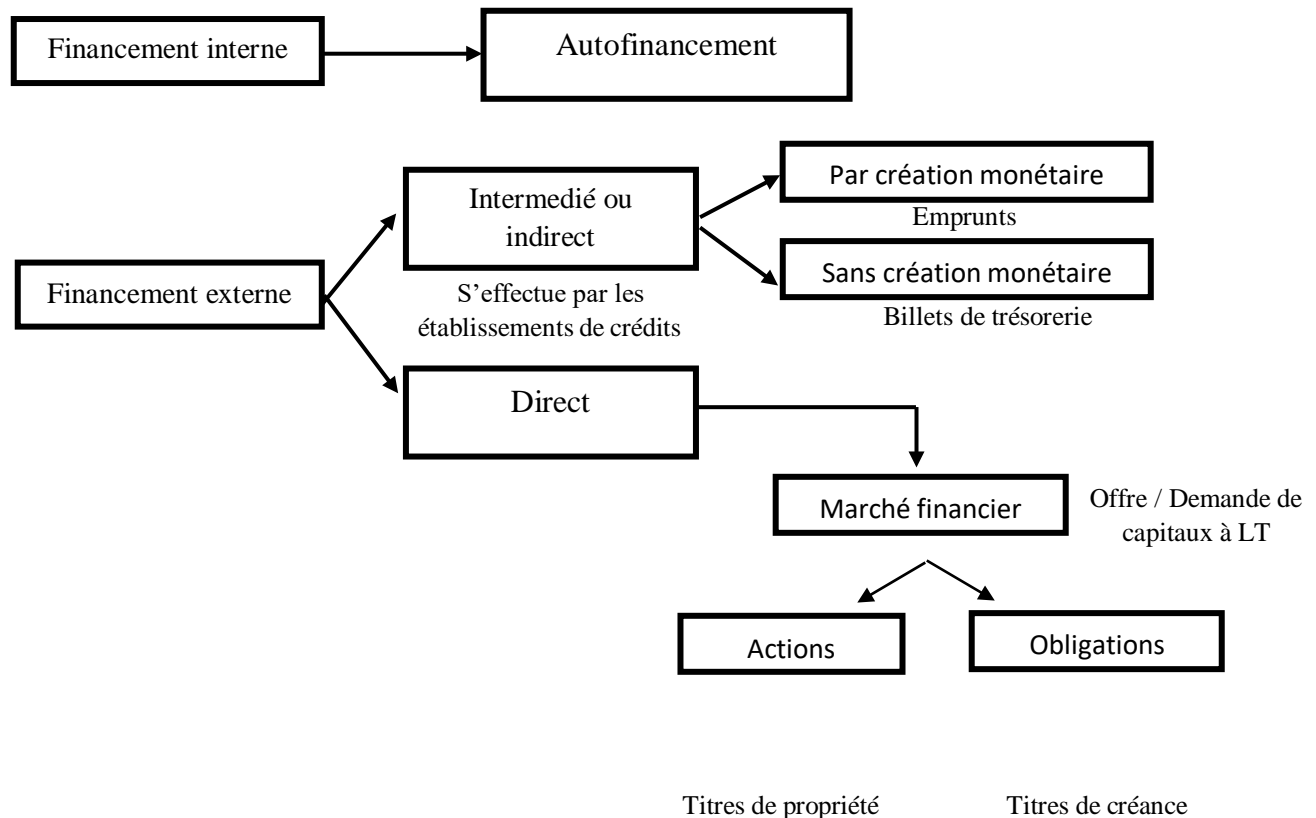 Financement interne
Autofinancement
Intermedié ou
indirect
Par création monétaire
Emprunts
Sans création monétaire
Billets de trésorerie
Financement externe
S’effectue par les
établissements de crédits
Direct
Marché financier
Offre / Demande de
capitaux à LT
Actions
Obligations
Titres de propriété
Titres de créance